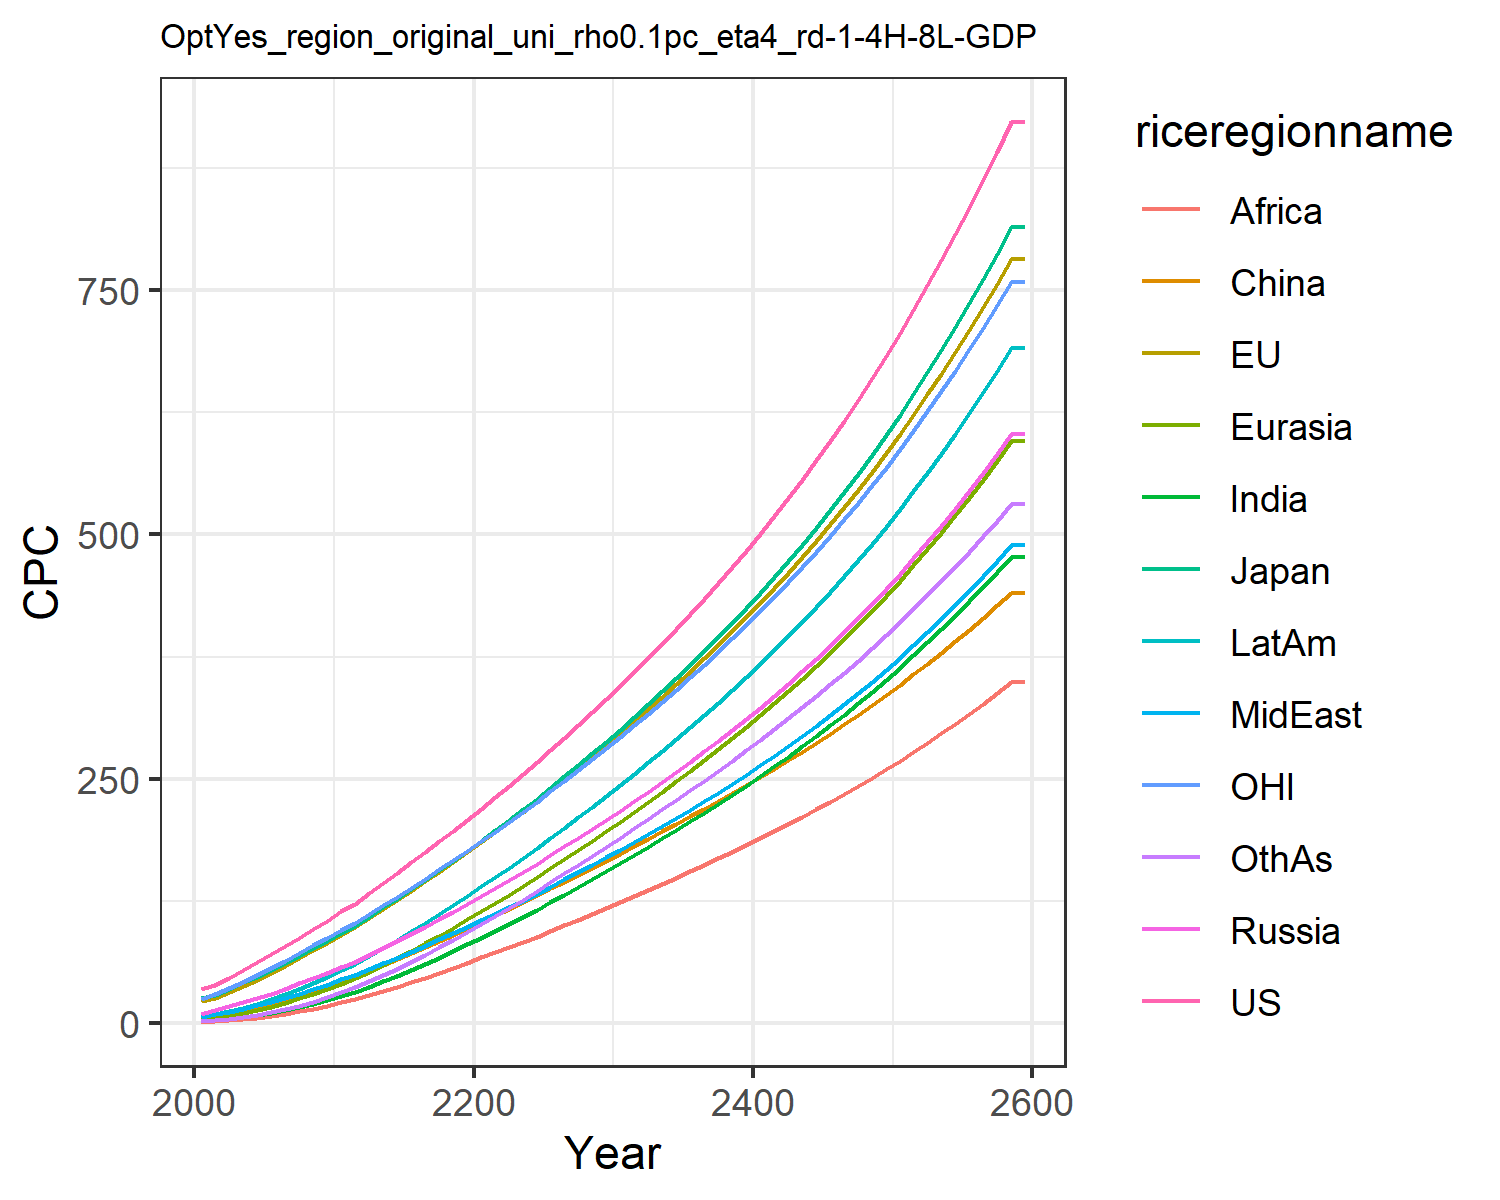 OptYes_region_original_uni_rho0.1pc_eta4_rd-1-4H-8L-GDP
riceregionname
Africa
China
EU
Eurasia
India
Japan
LatAm
MidEast
OHI
OthAs
Russia
US
CPC
750
500
250
0
2000 2200 2400 2600
Year